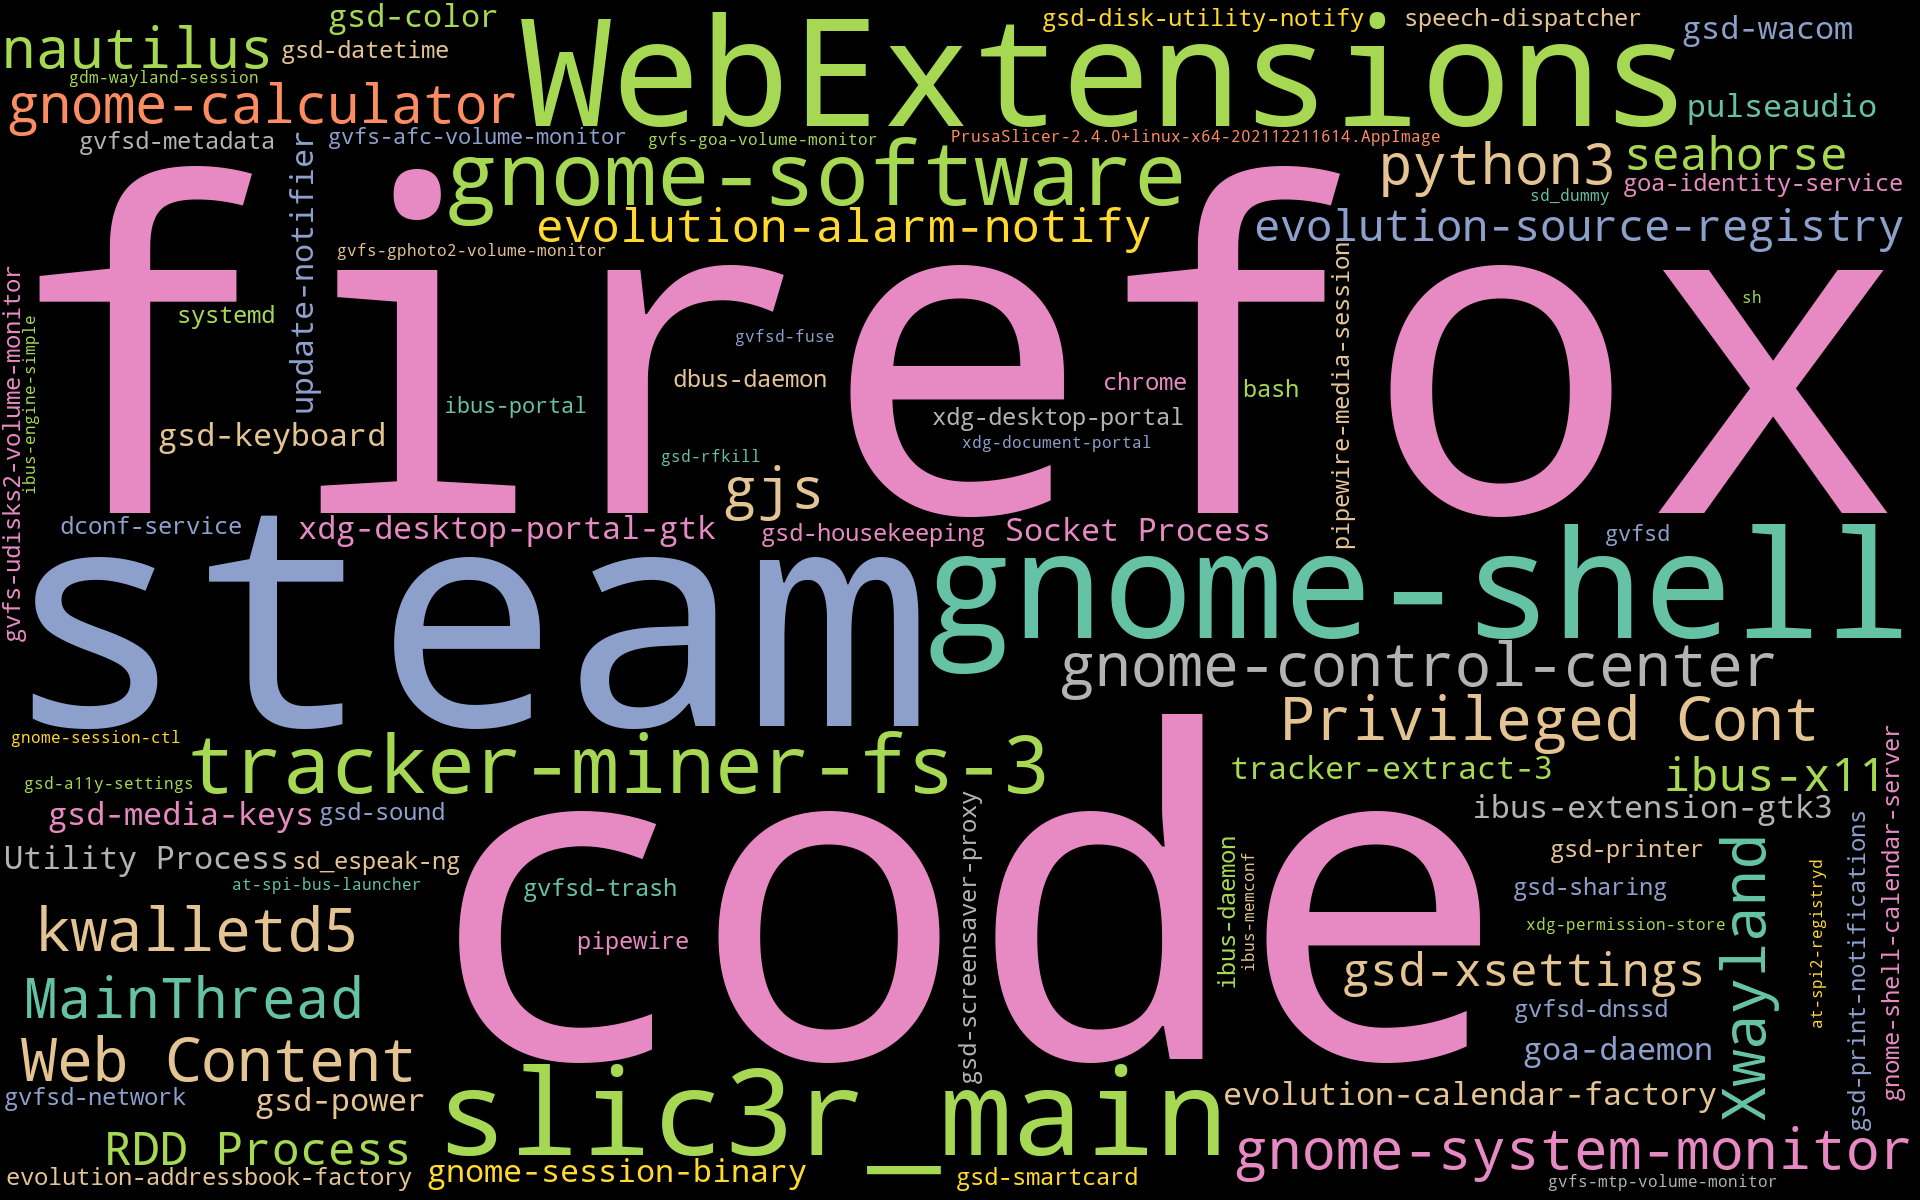 gsd-color
WebExtensions
gsd-disk-utility-notify
speech-dispatcher
gsd-wacom
nautilus
gsd-datetime
gdm-wayland-session
gnome-calculator
pulseaudio
gvfsd-metadata
update-notifier
gvfs-afc-volume-monitor
gvfs-goa-volume-monitor
PrusaSlicer-2.4.0+linux-x64-202112211614.AppImage
gnome-software
python3
seahorse
goa-identity-service
sd_dummy
evolution-alarm-notify
evolution-source-registry
gvfs-gphoto2-volume-monitor
firefox
gvfs-udisks2-volume-monitor
ibus-engine-simple
systemd
pipewire-media-session
sh
gvfsd-fuse
dbus-daemon
chrome
bash
ibus-portal
xdg-desktop-portal
xdg-document-portal
gsd-keyboard
gsd-rfkill
gjs
dconf-service
xdg-desktop-portal-gtk
gsd-housekeeping
Socket Process
gvfsd
steam
gnome-shell
gnome-control-center
Privileged Cont
gnome-session-ctl
tracker-miner-fs-3
tracker-extract-3
ibus-x11
gnome-shell-calendar-server
gsd-a11y-settings
gsd-media-keys
gsd-sound
ibus-extension-gtk3
code
gsd-screensaver-proxy
Utility Process
sd_espeak-ng
at-spi-bus-launcher
gvfsd-trash
ibus-daemon
ibus-memconf
gsd-printer
gsd-sharing
Xwayland
at-spi2-registryd
gsd-print-notifications
kwalletd5
pipewire
xdg-permission-store
gsd-xsettings
MainThread
gvfsd-dnssd
Web Content
goa-daemon
gvfsd-network
gsd-power
slic3r_main
evolution-calendar-factory
RDD Process
gnome-system-monitor
evolution-addressbook-factory
gnome-session-binary
gsd-smartcard
gvfs-mtp-volume-monitor